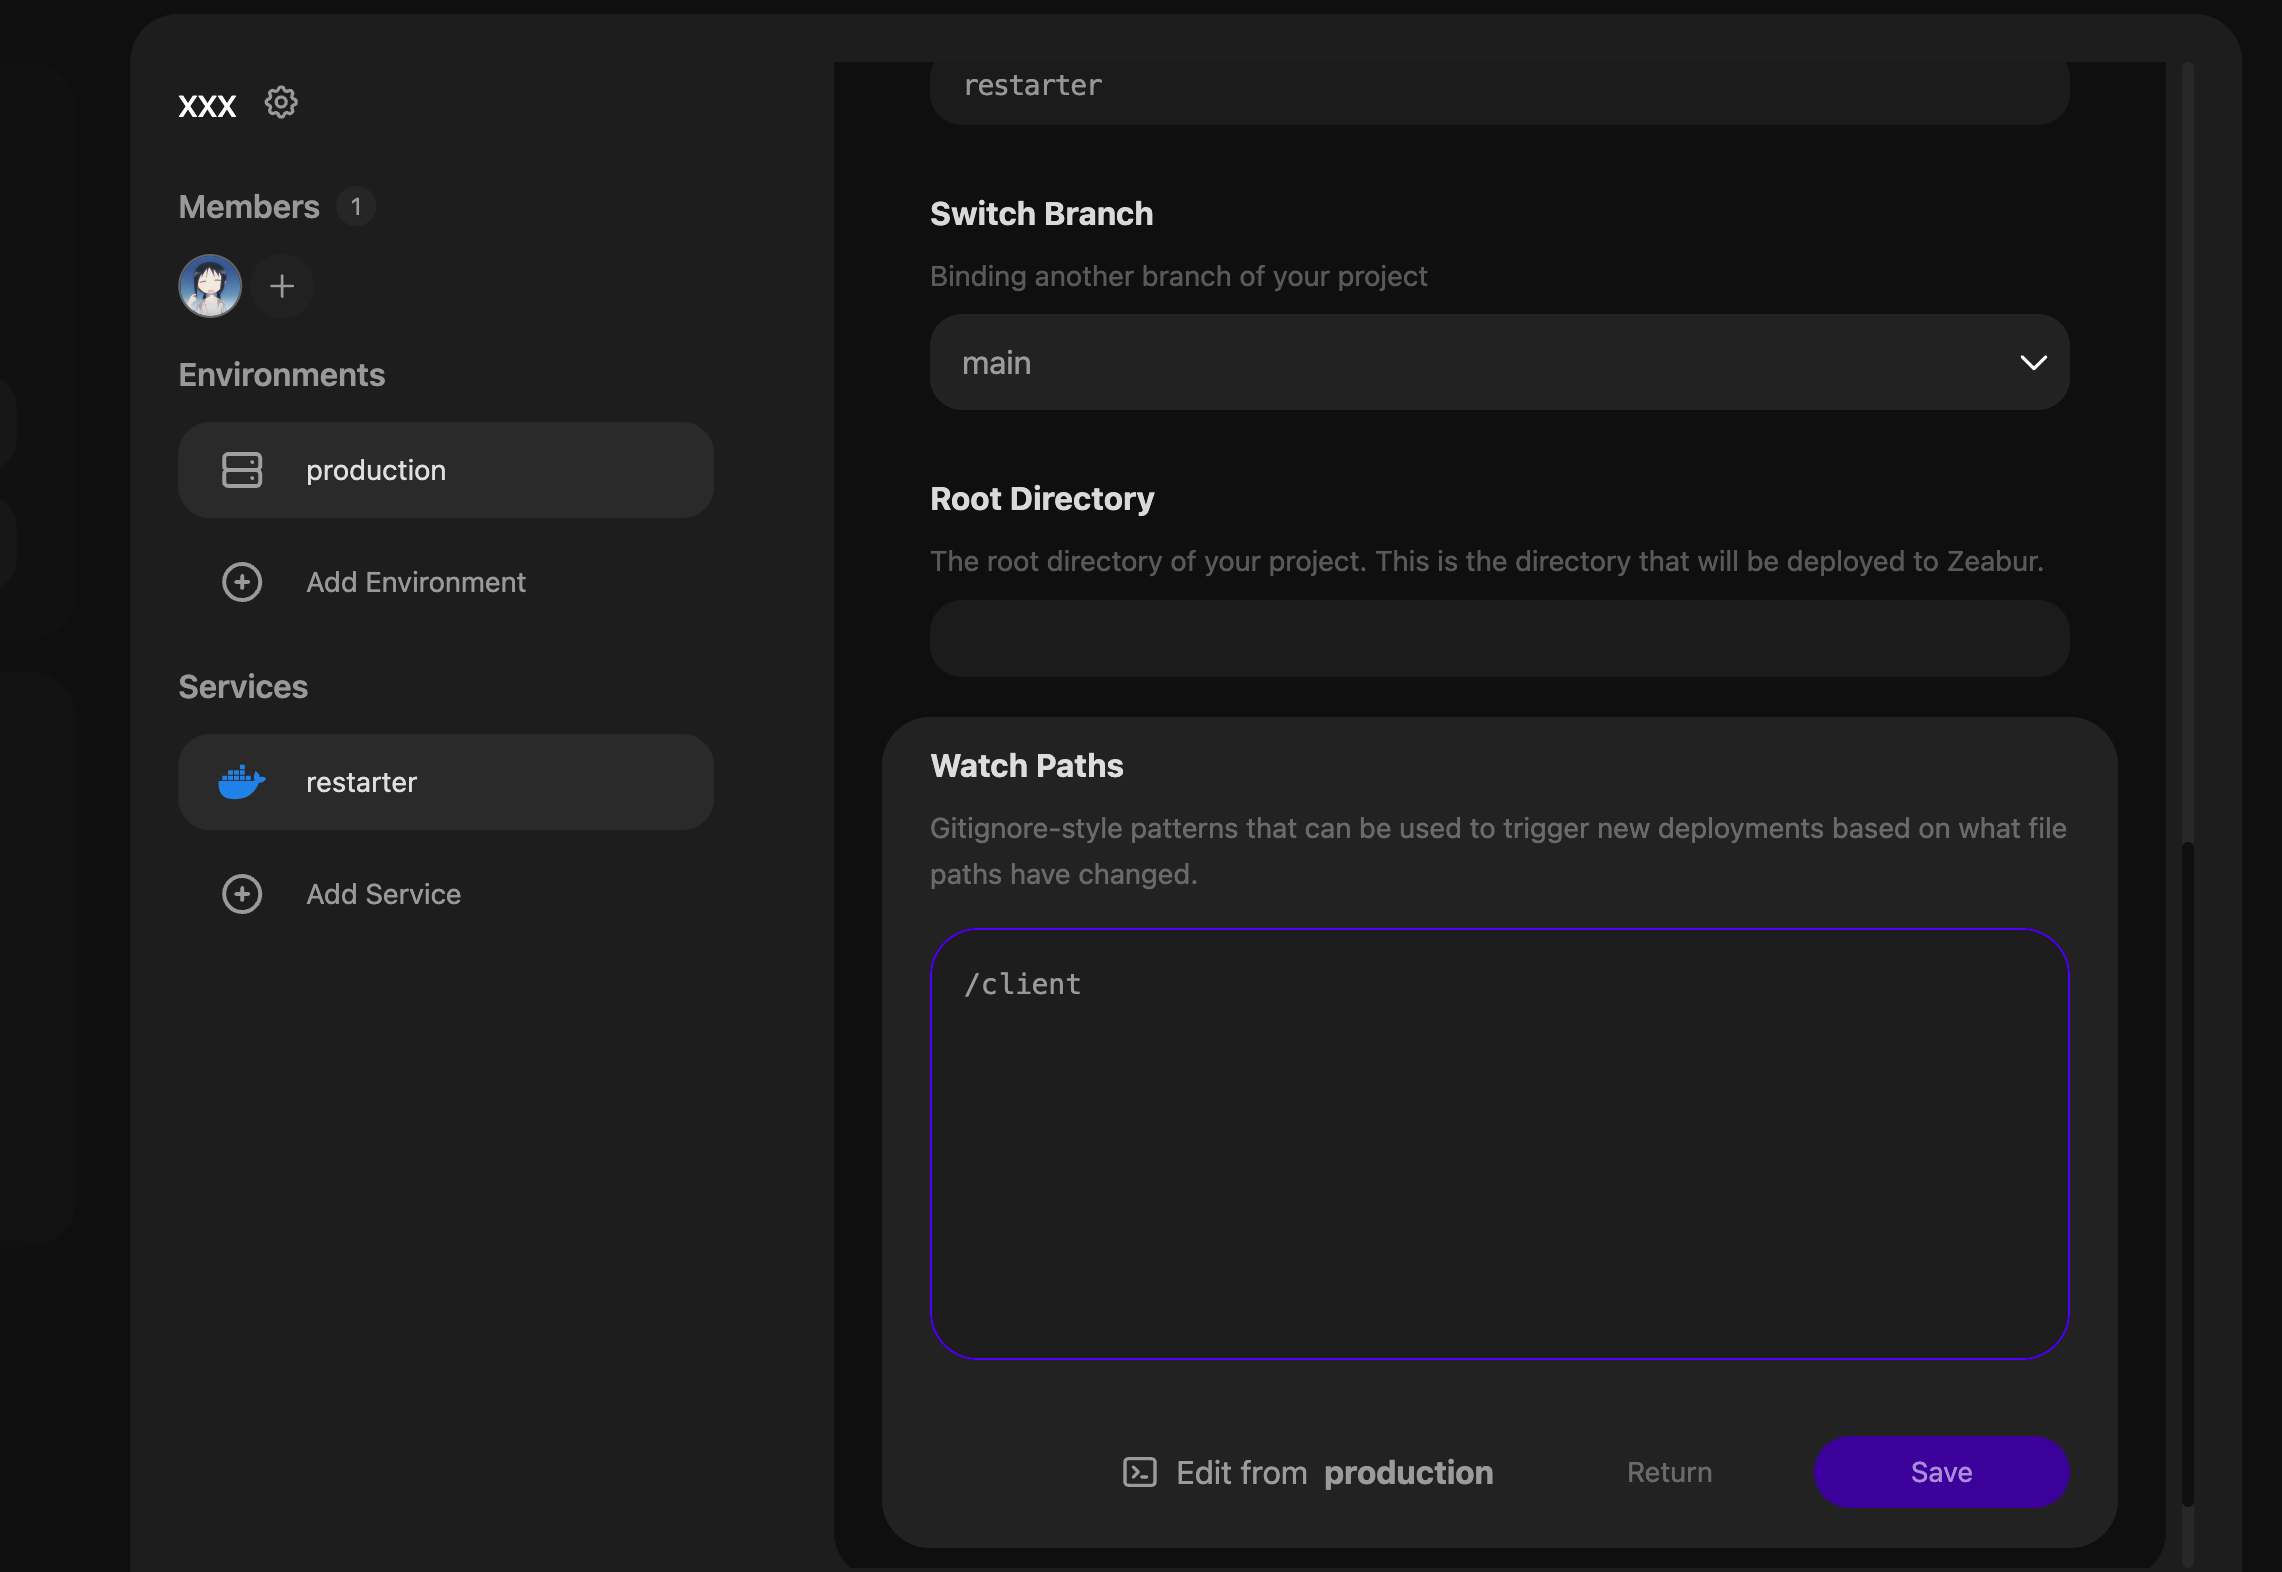 xxx
Members 1
Environments
production
Add Environment
Services
restarter
Add Service
restarter
Switch Branch
Binding another branch of your project
main
Root Directory
The root directory of your project. This is the directory that will be deployed to Zeabur.
Watch Paths
Gitignore-style patterns that can be used to trigger new deployments based on what file
paths have changed.
/client
Edit from production
Return
Save